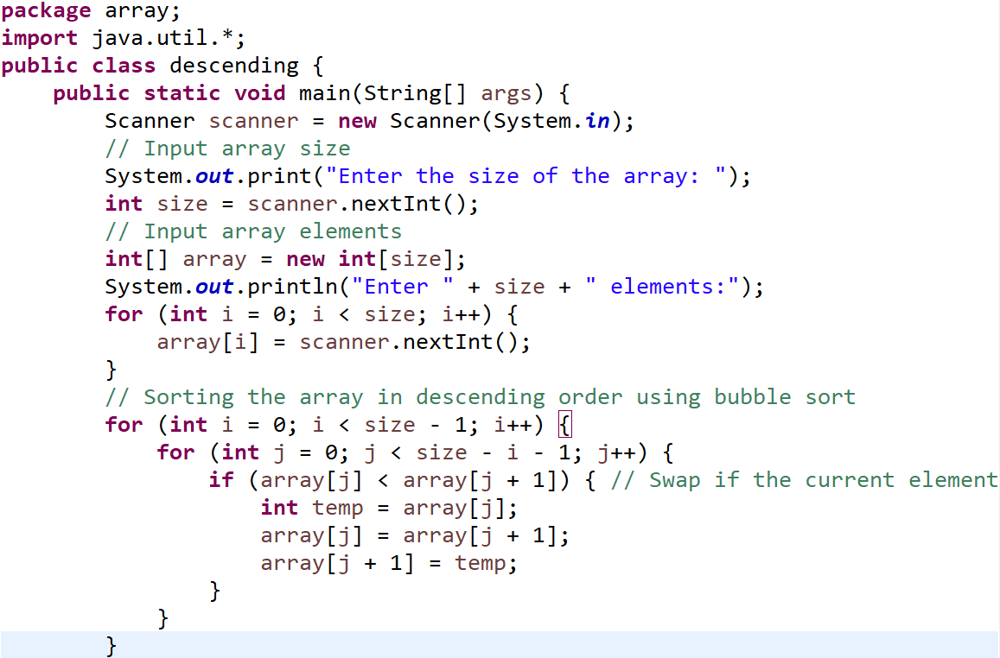 package array;
import java.util.*;
public class descending {
    public static void main(String[] args) {
        Scanner scanner = new Scanner(System.in);
        // Input array size
        System.out.print("Enter the size of the array: ");
        int size = scanner.nextInt();
        // Input array elements
        int[] array = new int[size];
        System.out.println("Enter " + size + " elements:");
        for (int i = 0; i < size; i++) {
            array[i] = scanner.nextInt();
        }
        // Sorting the array in descending order using bubble sort
        for (int i = 0; i < size - 1; i++) {
            for (int j = 0; j < size - i - 1; j++) {
                if (array[j] < array[j + 1]) { // Swap if the current element
                    int temp = array[j];
                    array[j] = array[j + 1];
                    array[j + 1] = temp;
                }
            }
        }